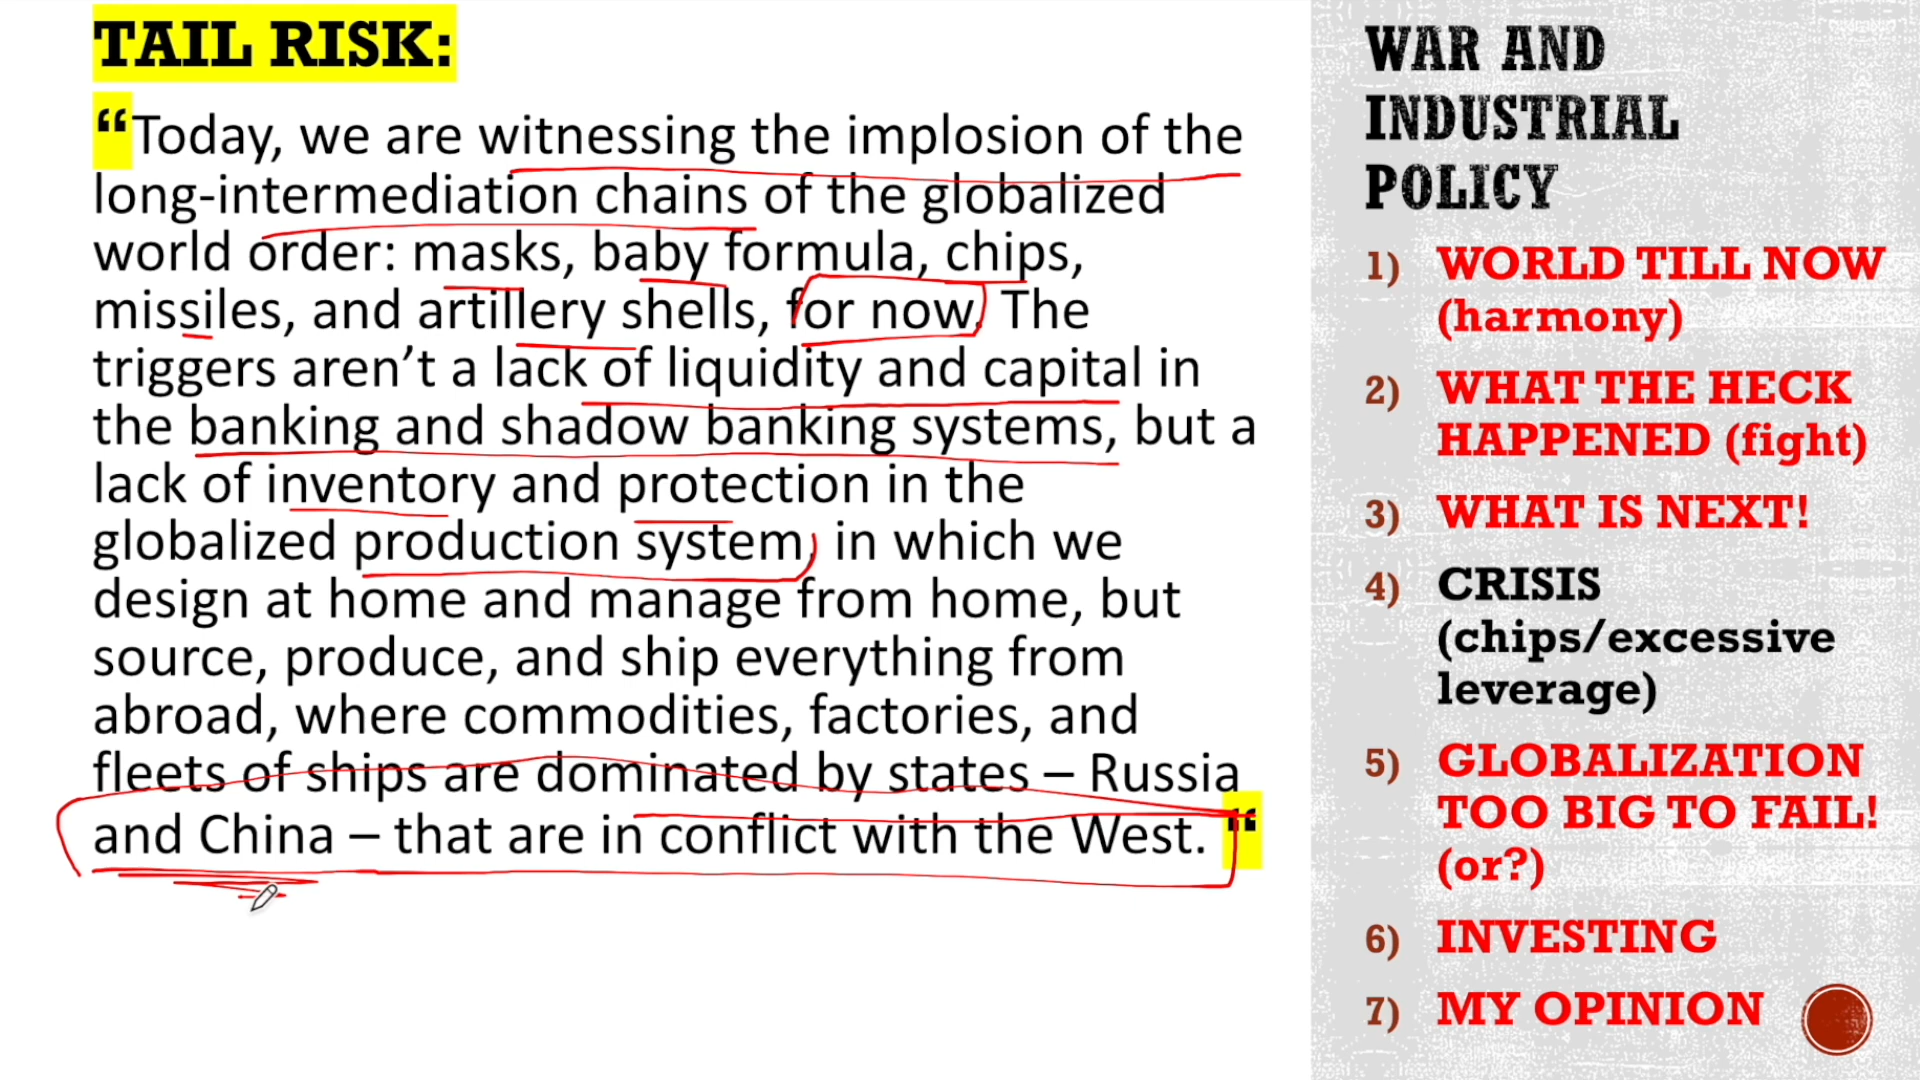 TAIL RISK:
“Today, we are witnessing the implosion of the
long-intermediation chains of the globalized
world order: masks, baby formula, chips,
missiles, and artillery shells, for now. The
triggers aren’t a lack of liquidity and capital in
the banking and shadow banking systems, but a
lack of inventory and protection in the
globalized production system, in which we
design at home and manage from home, but
source, produce, and ship everything from
abroad, where commodities, factories, and
fleets of ships are dominated by states – Russia
and China – that are in conflict with the West. “
WAR AND
INDUSTRIAL
POLICY
1) WORLD TILL NOW
(harmony)
2) WHAT THE HECK
HAPPENED (fight)
3) WHAT IS NEXT!
4) CRISIS
(chips/excessive
leverage)
5) GLOBALIZATION
TOO BIG TO FAIL!
(or?)
6) INVESTING
7) MY OPINION